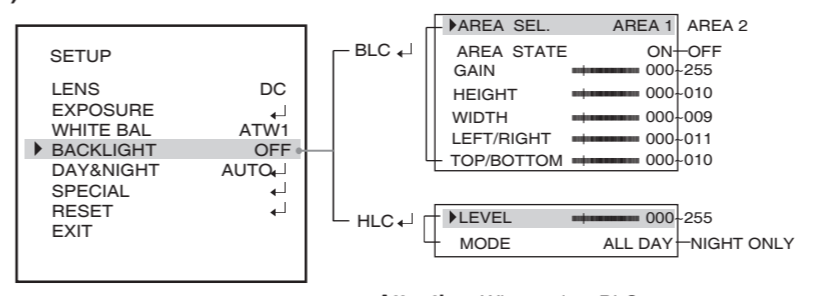 SETUP
LENS DC
EXPOSURE ↵
WHITE BAL ATW1
▶ BACKLIGHT OFF
DAY&NIGHT AUTO↵
SPECIAL ↵
RESET ↵
EXIT
BLC ↵
▶AREA SEL. AREA 1 AREA 2
AREA STATE ON OFF
GAIN 000~255
HEIGHT 000~010
WIDTH 000~009
LEFT/RIGHT 000~011
TOP/BOTTOM 000~010
HLC ↵
▶LEVEL 000~255
MODE ALL DAY NIGHT ONLY